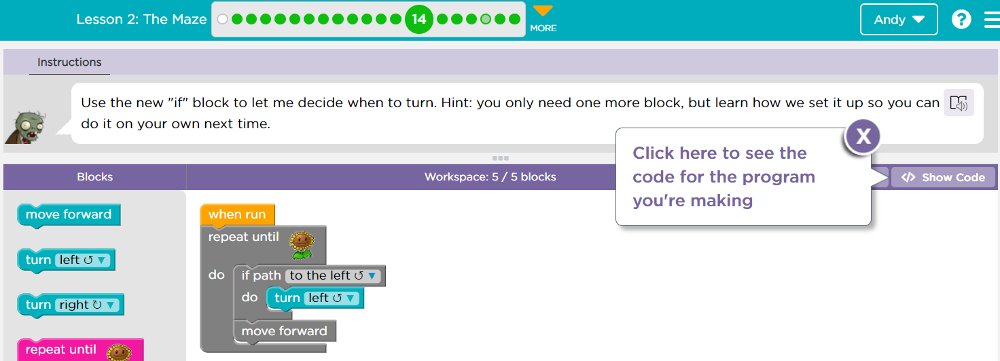 Lesson 2: The Maze
14
MORE
Andy
?
Instructions
Use the new "if" block to let me decide when to turn. Hint: you only need one more block, but learn how we set it up so you can
do it on your own next time.
X
Click here to see the
code for the program
you're making
Blocks
Workspace: 5 / 5 blocks
</> Show Code
move forward
turn left ↺ ▼
turn right ↻ ▼
repeat until
when run
repeat until
do if path to the left ↺ ▼
do turn left ↺ ▼
move forward